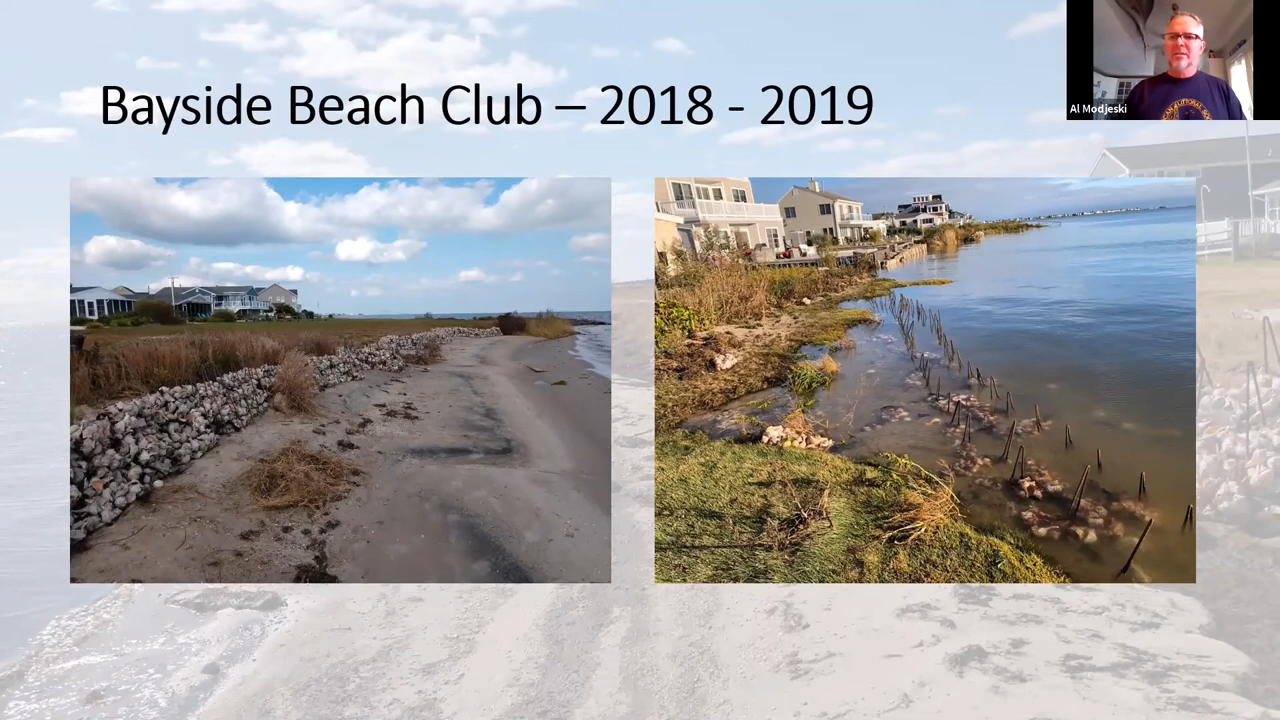 Bayside Beach Club – 2018 - 2019
Al Modjeski